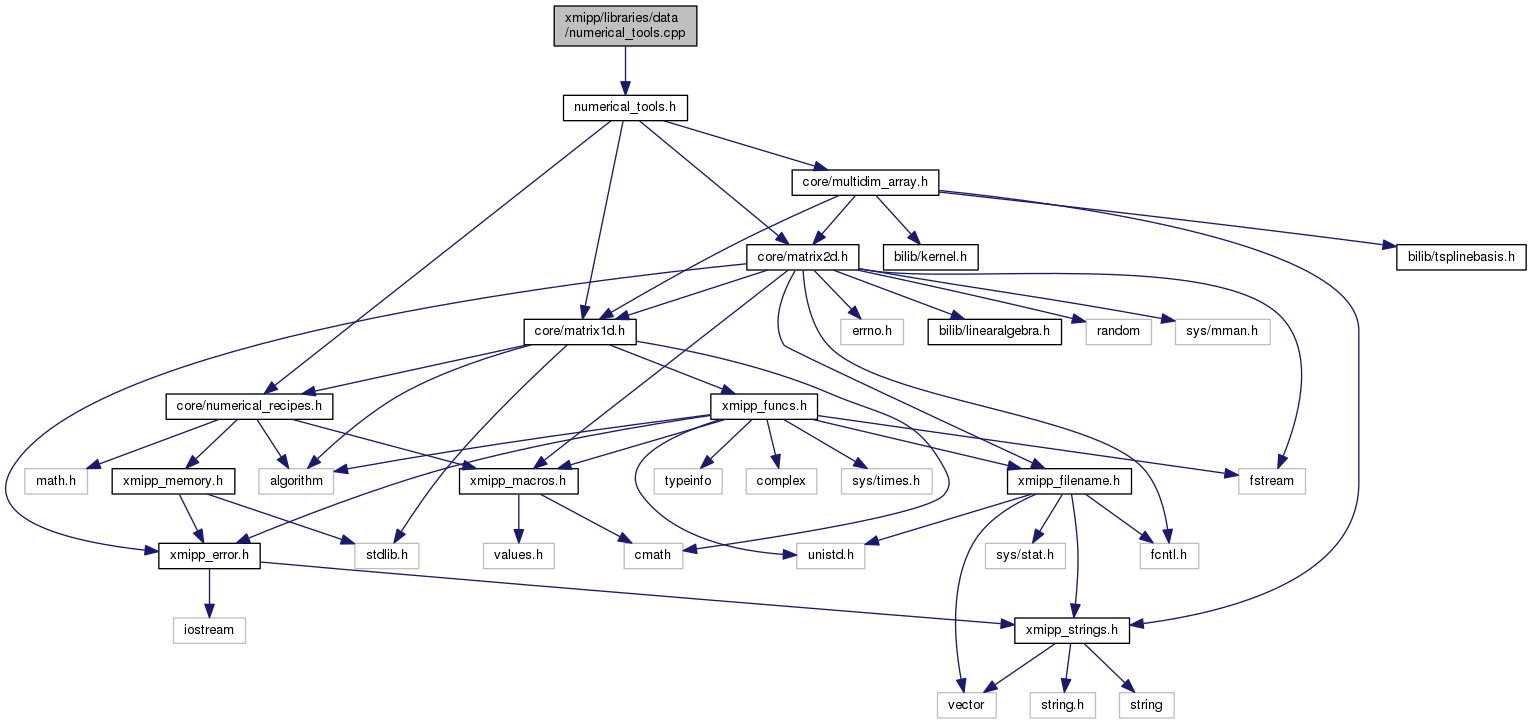 xmipp/libraries/data
/numerical_tools.cpp
numerical_tools.h
core/multidim_array.h
core/matrix2d.h
bilib/kernel.h
bilib/tsplinebasis.h
core/matrix1d.h
errno.h
bilib/linearalgebra.h
random
sys/mman.h
core/numerical_recipes.h
xmipp_funcs.h
math.h
xmipp_memory.h
algorithm
xmipp_macros.h
typeinfo
complex
sys/times.h
xmipp_filename.h
fstream
xmipp_error.h
stdlib.h
values.h
cmath
unistd.h
sys/stat.h
fcntl.h
iostream
xmipp_strings.h
vector
string.h
string